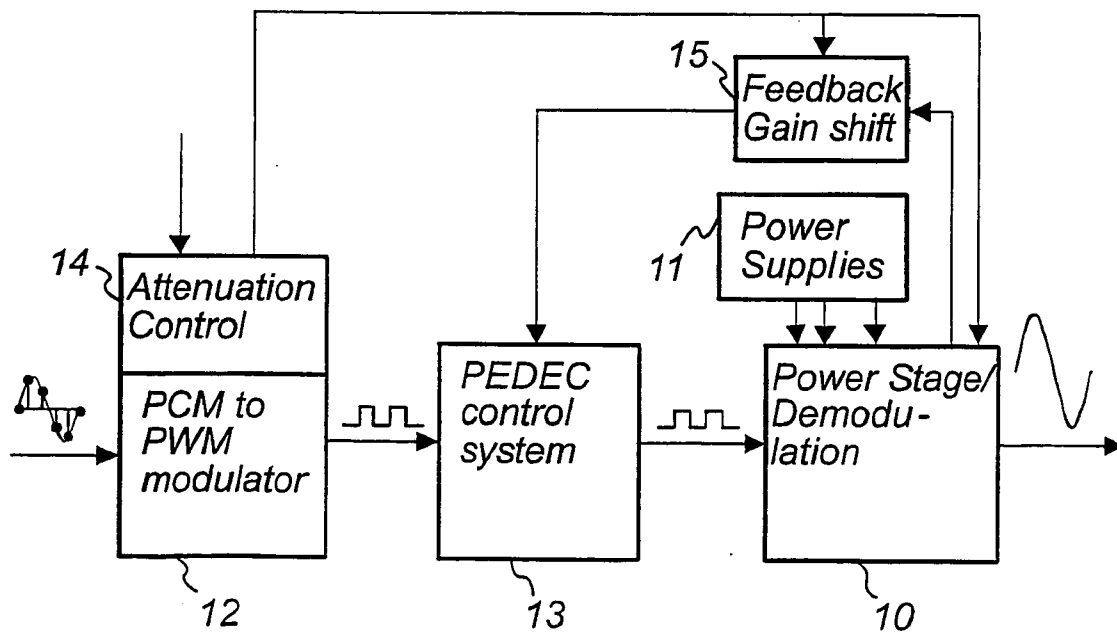 15
Feedback
Gain shift
11
Power
Supplies
14
Attenuation
Control
PCM to
PWM
modulator
12
PEDEC
control
system
13
Power Stage/
Demodu-
lation
10